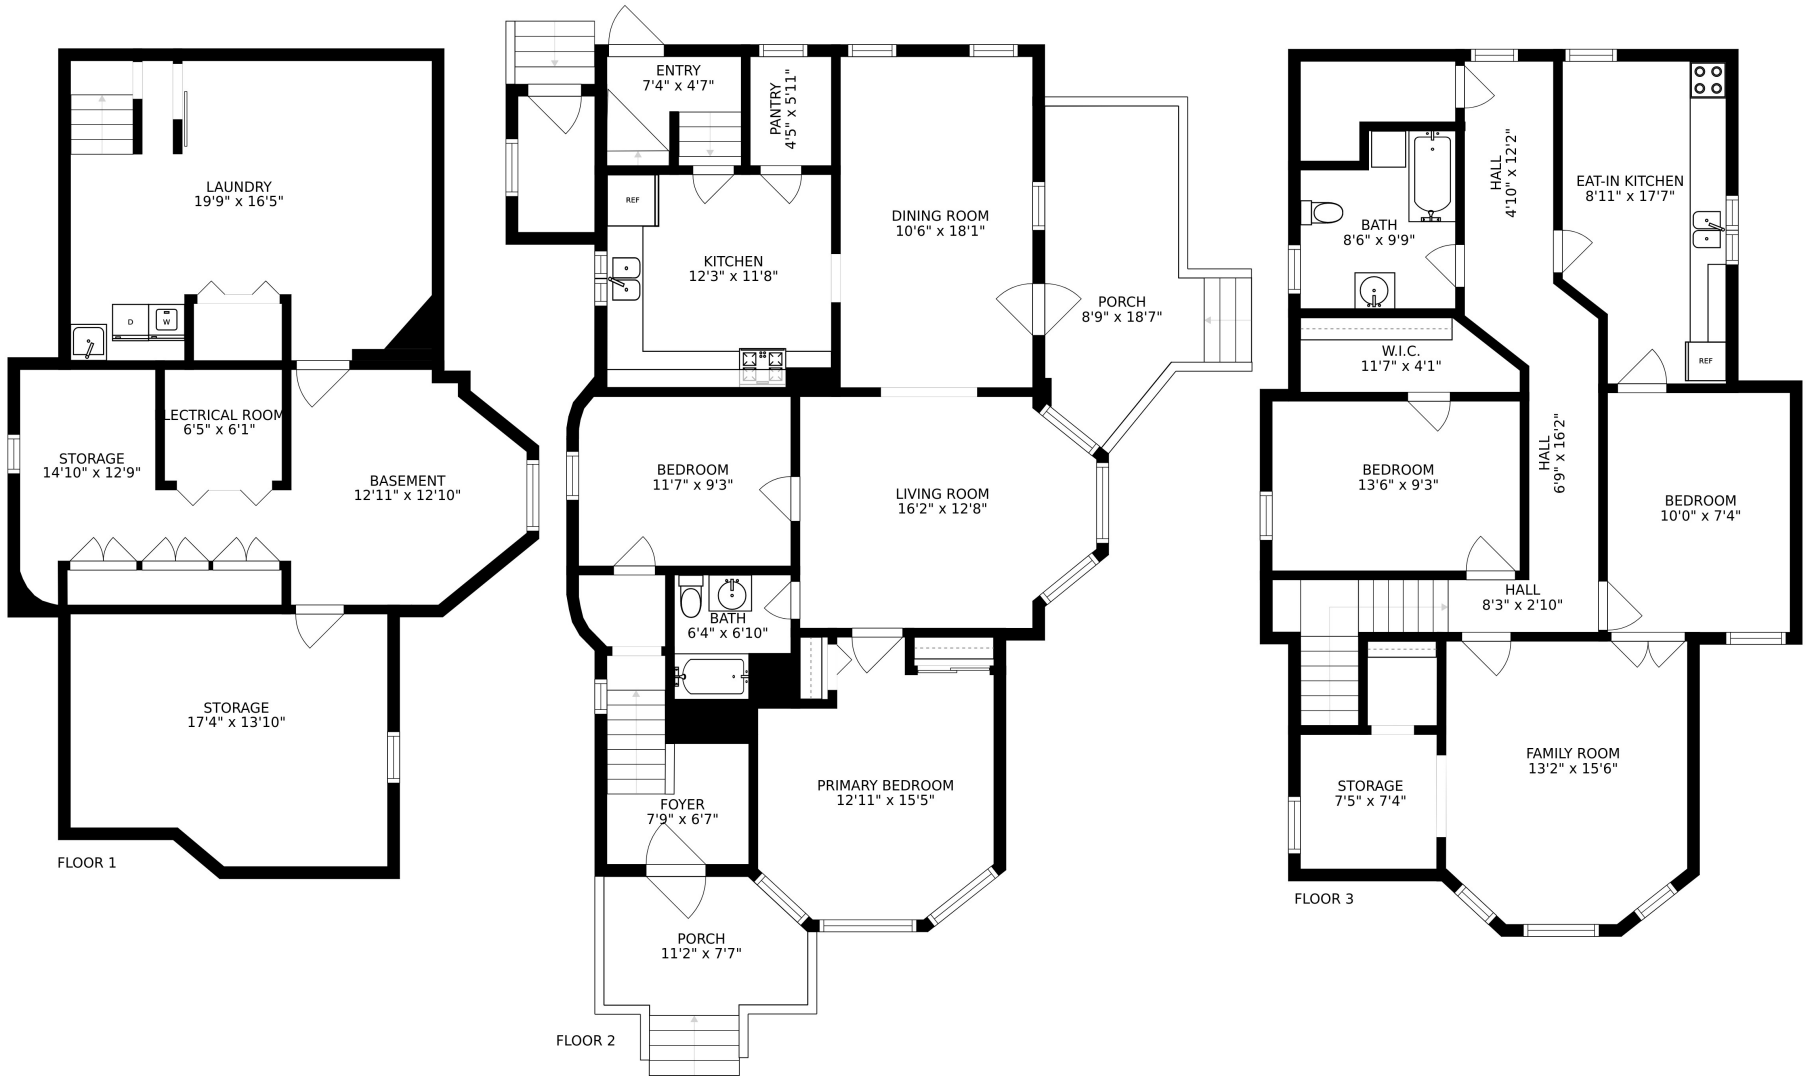 LAUNDRY
19'9" x 16'5"
D
W
ELECTRICAL ROOM
6'5" x 6'1"
STORAGE
14'10" x 12'9"
BASEMENT
12'11" x 12'10"
STORAGE
17'4" x 13'10"
FLOOR 1
ENTRY
7'4" x 4'7"
PANTRY
4'5" x 5'11"
REF
DINING ROOM
10'6" x 18'1"
KITCHEN
12'3" x 11'8"
PORCH
8'9" x 18'7"
BEDROOM
11'7" x 9'3"
LIVING ROOM
16'2" x 12'8"
BATH
6'4" x 6'10"
PRIMARY BEDROOM
12'11" x 15'5"
FOYER
7'9" x 6'7"
PORCH
11'2" x 7'7"
FLOOR 2
HALL
4'10" x 12'2"
EAT-IN KITCHEN
8'11" x 17'7"
BATH
8'6" x 9'9"
W.I.C.
11'7" x 4'1"
REF
HALL
6'9" x 16'2"
BEDROOM
13'6" x 9'3"
BEDROOM
10'0" x 7'4"
HALL
8'3" x 2'10"
FAMILY ROOM
13'2" x 15'6"
STORAGE
7'5" x 7'4"
FLOOR 3